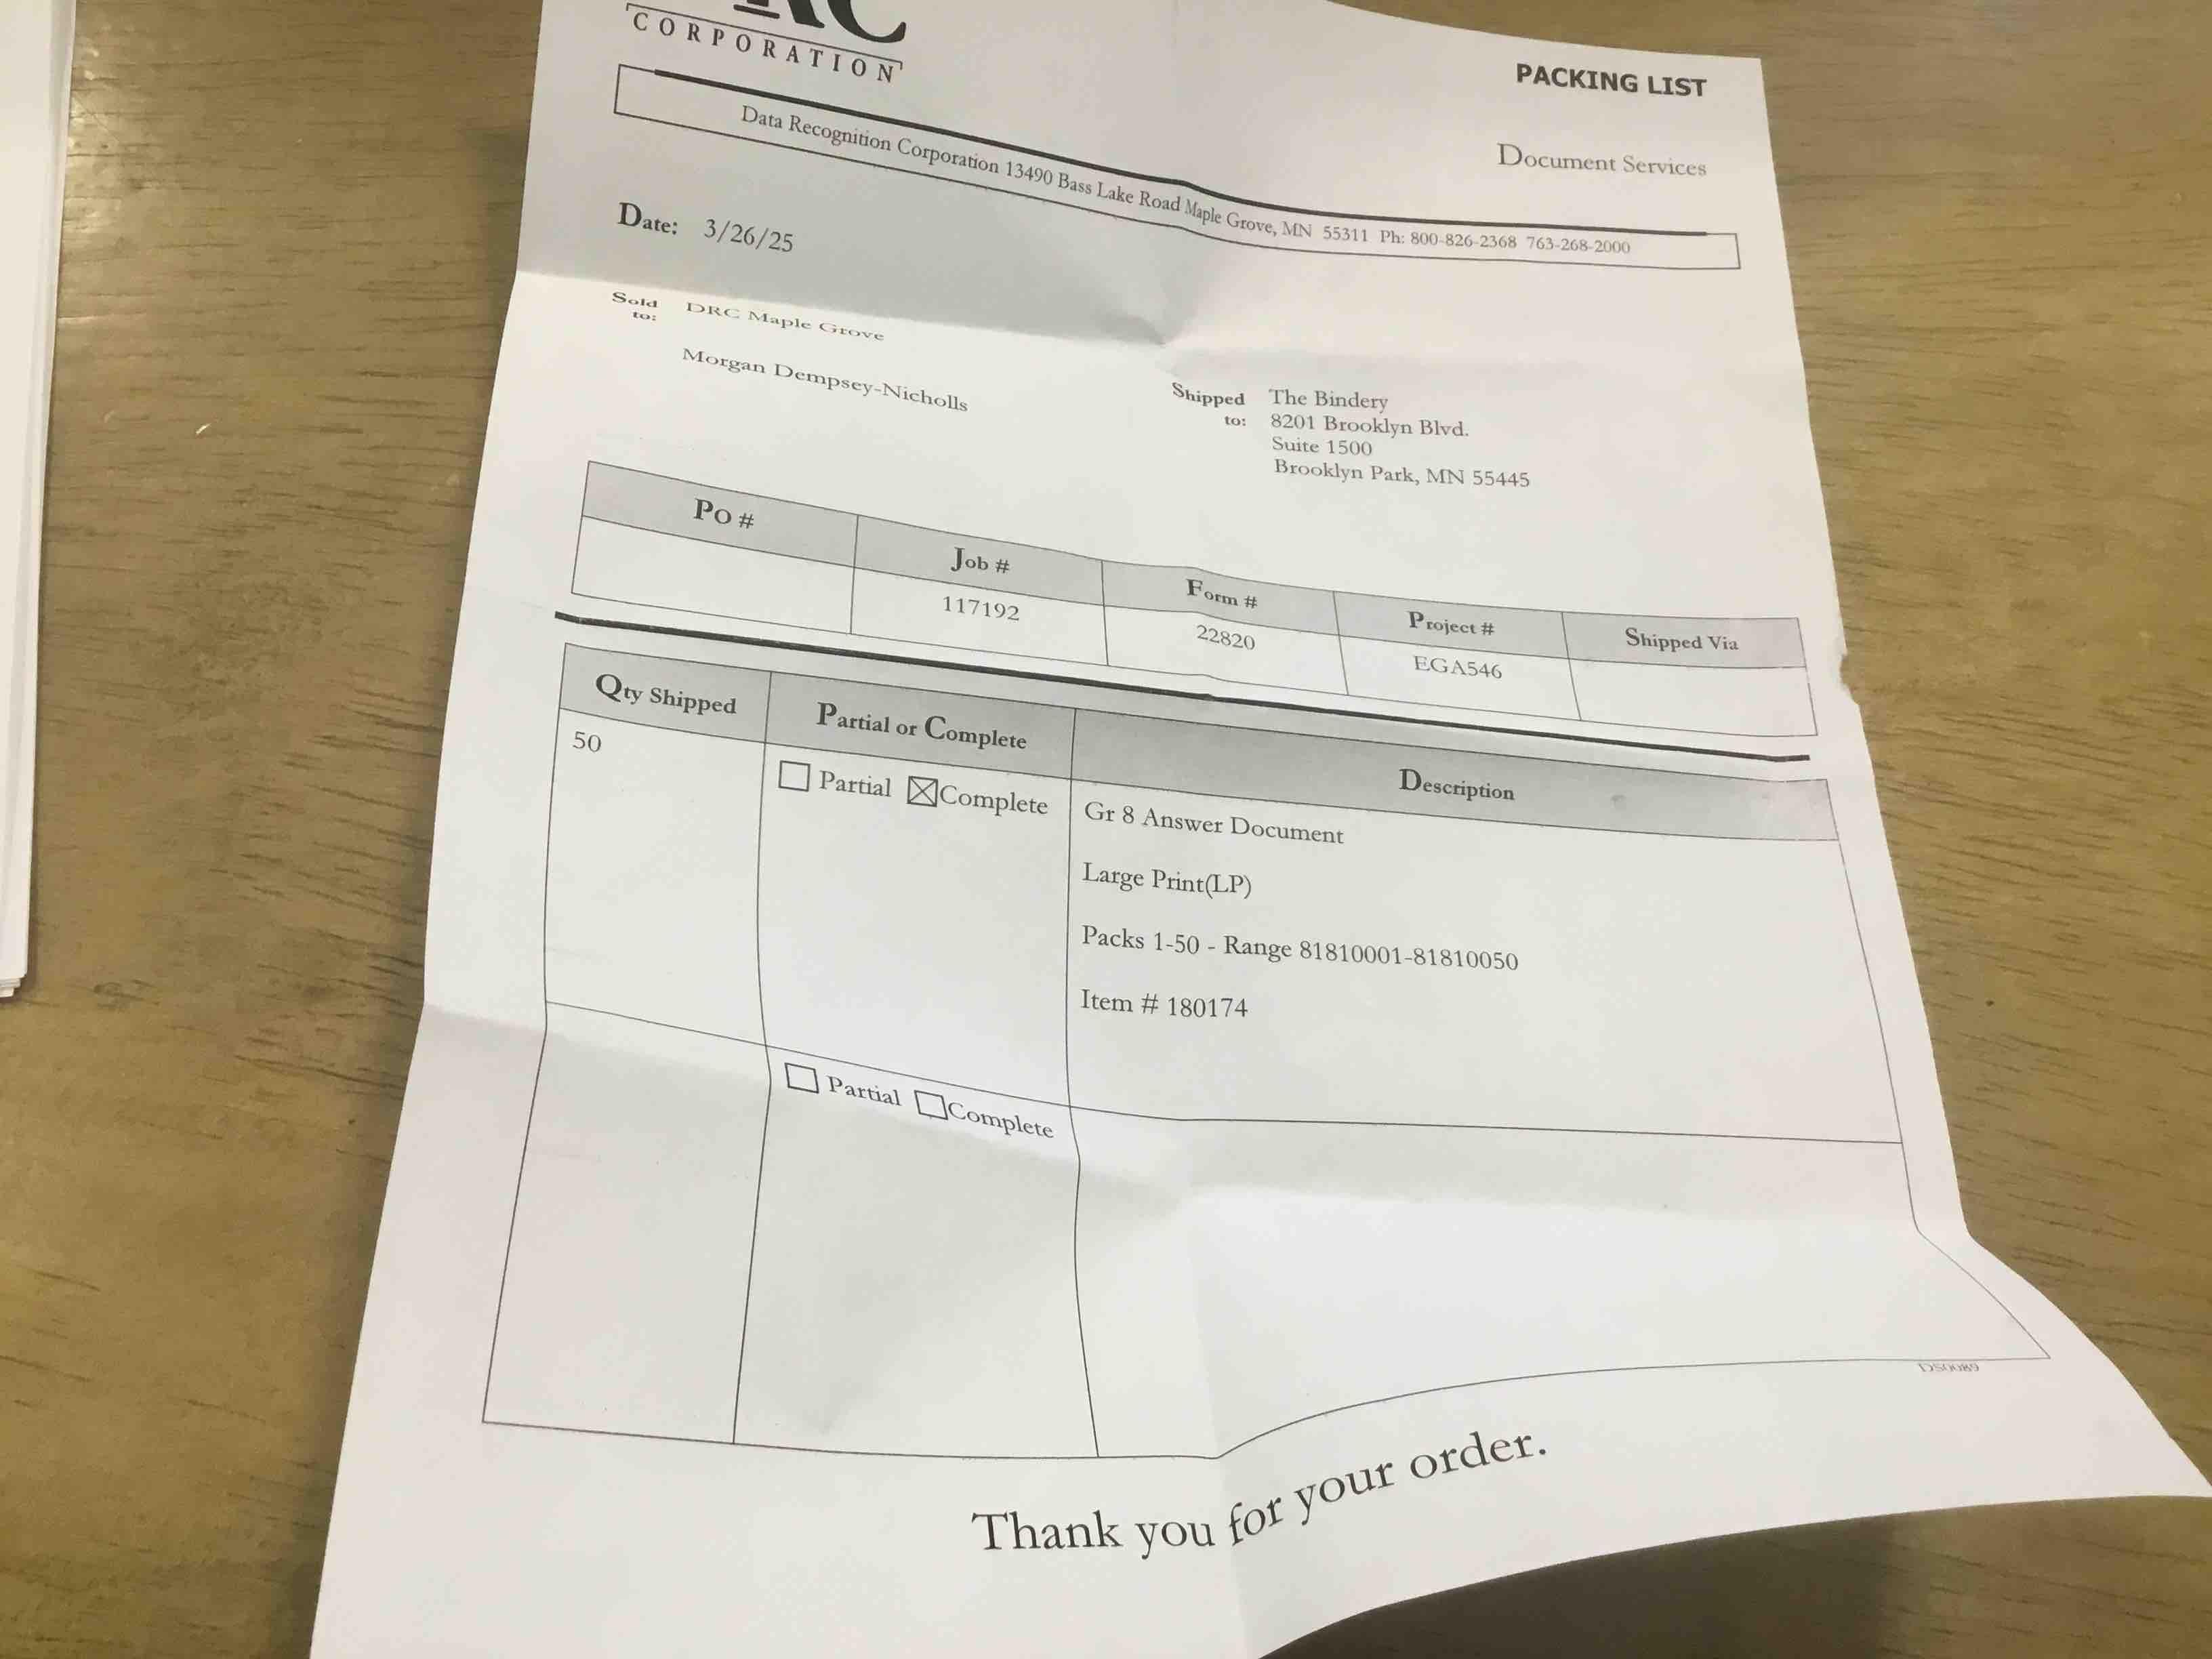 CORPORATION
PACKING LIST
Document Services
Data Recognition Corporation 13490 Bass Lake Road Maple Grove, MN 55311 Ph: 800-826-2368 763-268-2000
Date: 3/26/25
Sold to: DRC Maple Grove
Morgan Dempsey-Nicholls
Shipped to: The Bindery
8201 Brooklyn Blvd.
Suite 1500
Brooklyn Park, MN 55445
Po # Job # Form # Project # Shipped Via
117192 22820 EGA546
Qty Shipped Partial or Complete Description
50 Partial Complete Gr 8 Answer Document
Large Print(LP)
Packs 1-50 - Range 81810001-81810050
Item # 180174
Partial Complete
DS0089
Thank you for your order.